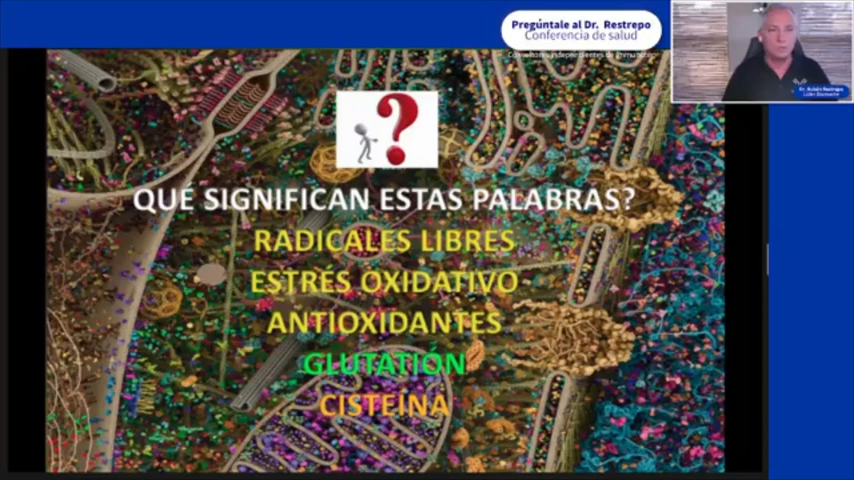 Pregúntale al Dr. Restrepo
Conferencia de salud
QUÉ SIGNIFICAN ESTAS PALABRAS?
RADICALES LIBRES
ESTRÉS OXIDATIVO
ANTIOXIDANTES
GLUTATIÓN
CISTEÍNA